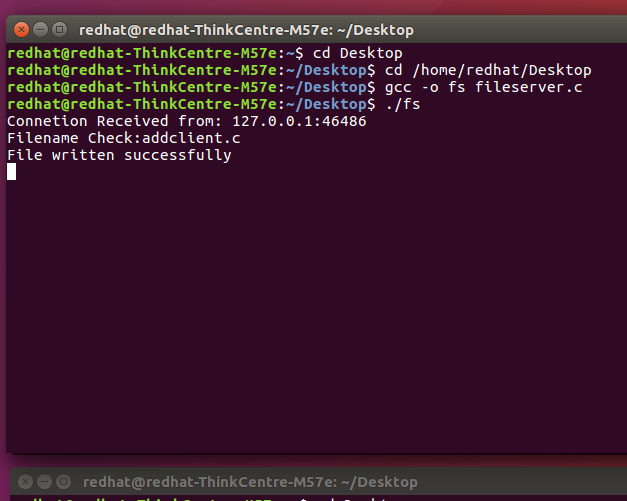 redhat@redhat-ThinkCentre-M57e: ~/Desktop
redhat@redhat-ThinkCentre-M57e:~$ cd Desktop
redhat@redhat-ThinkCentre-M57e:~/Desktop$ cd /home/redhat/Desktop
redhat@redhat-ThinkCentre-M57e:~/Desktop$ gcc -o fs fileserver.c
redhat@redhat-ThinkCentre-M57e:~/Desktop$ ./fs
Connetion Received from: 127.0.0.1:46486
Filename Check:addclient.c
File written successfully
redhat@redhat-ThinkCentre-M57e: ~/Desktop